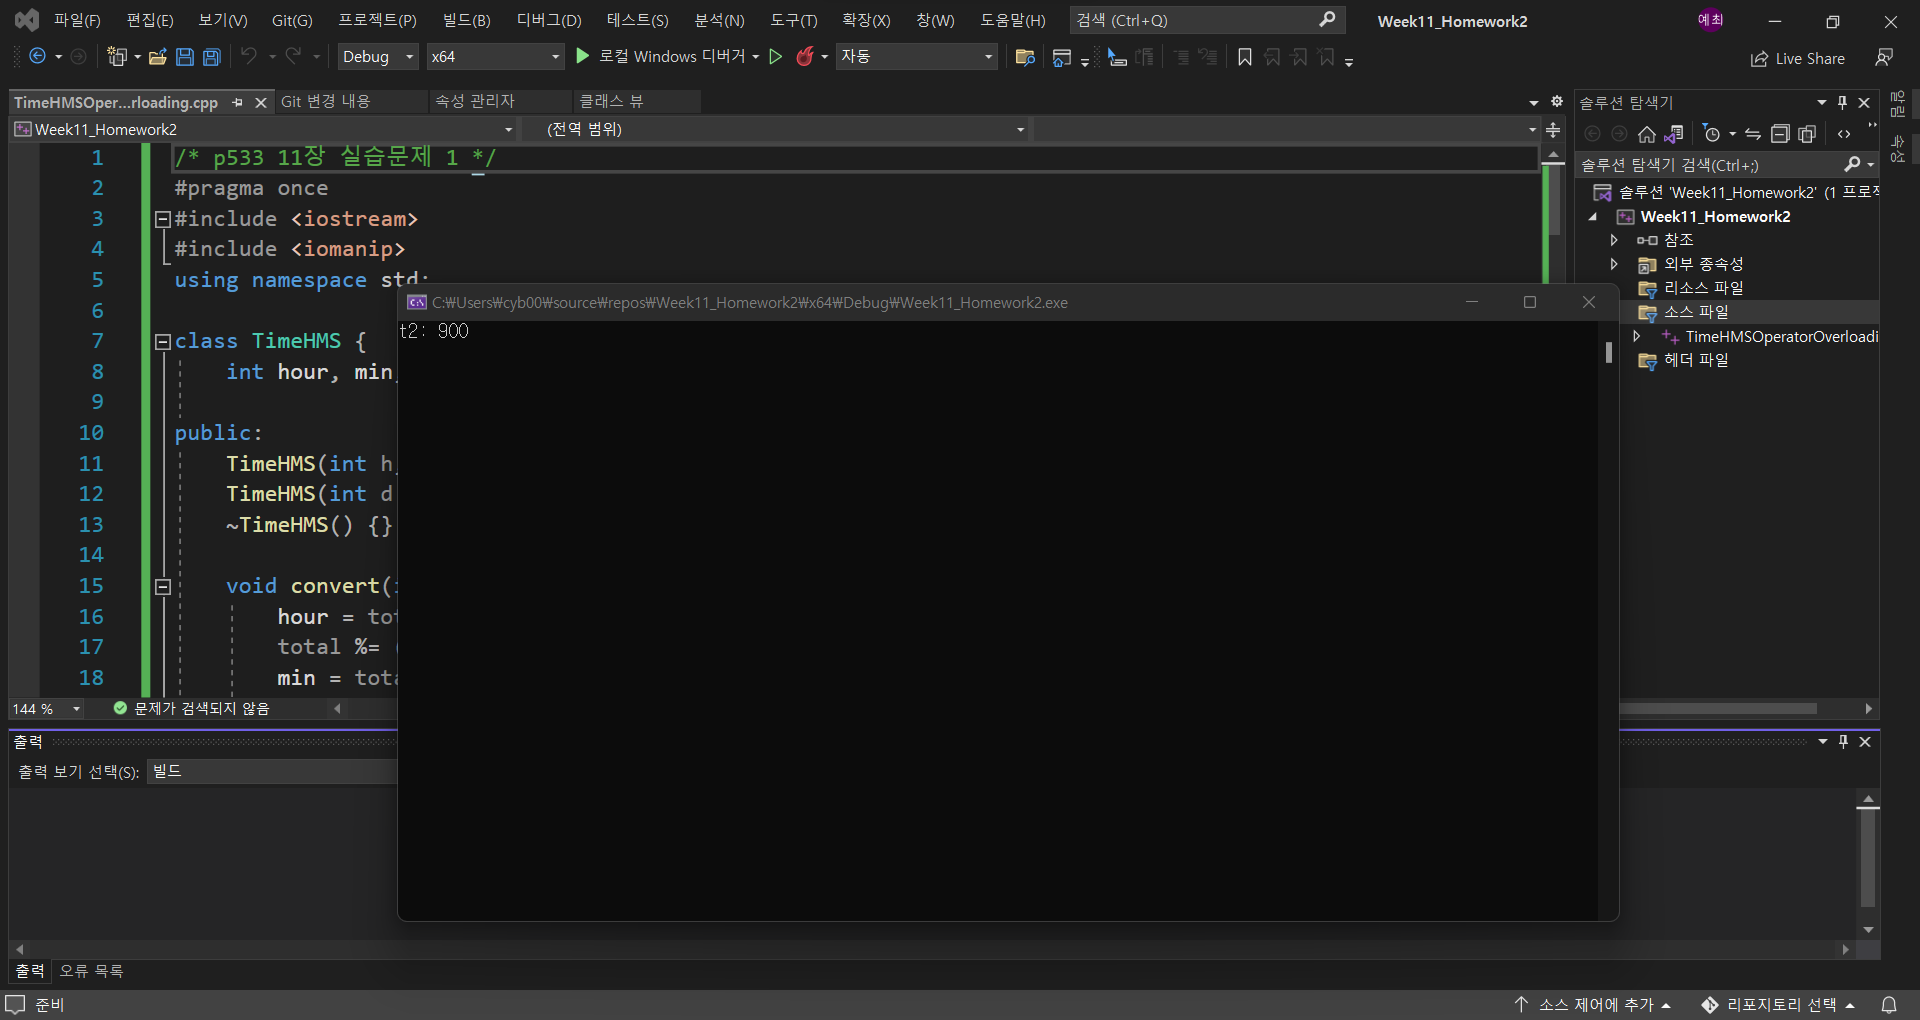 파일(F) 편집(E) 보기(V) Git(G) 프로젝트(P) 빌드(B) 디버그(D) 테스트(S) 분석(N) 도구(T) 확장(X) 창(W) 도움말(H) 검색 (Ctrl+Q) Week11_Homework2 예최
Debug x64 로컬 Windows 디버거 자동 Live Share
TimeHMSOper...rloading.cpp Git 변경 내용 속성 관리자 클래스 뷰
Week11_Homework2 (전역 범위)
1 /* p533 11장 실습문제 1 */
2 #pragma once
3 #include <iostream>
4 #include <iomanip>
5 using namespace std;
6
7 class TimeHMS {
8 int hour, min,
9
10 public:
11 TimeHMS(int h,
12 TimeHMS(int d
13 ~TimeHMS() {}
14
15 void convert(
16 hour = tot
17 total %= (
18 min = tota
144 % 문제가 검색되지 않음
C:\Users\cyb00\source\repos\Week11_Homework2\x64\Debug\Week11_Homework2.exe
t2: 900
솔루션 탐색기
솔루션 탐색기 검색(Ctrl+;)
솔루션 'Week11_Homework2' (1 프로젝
Week11_Homework2
참조
외부 종속성
리소스 파일
소스 파일
TimeHMSOperatorOverloadi
헤더 파일
알림
속성
출력
출력 보기 선택(S): 빌드
출력 오류 목록
준비 소스 제어에 추가 리포지토리 선택